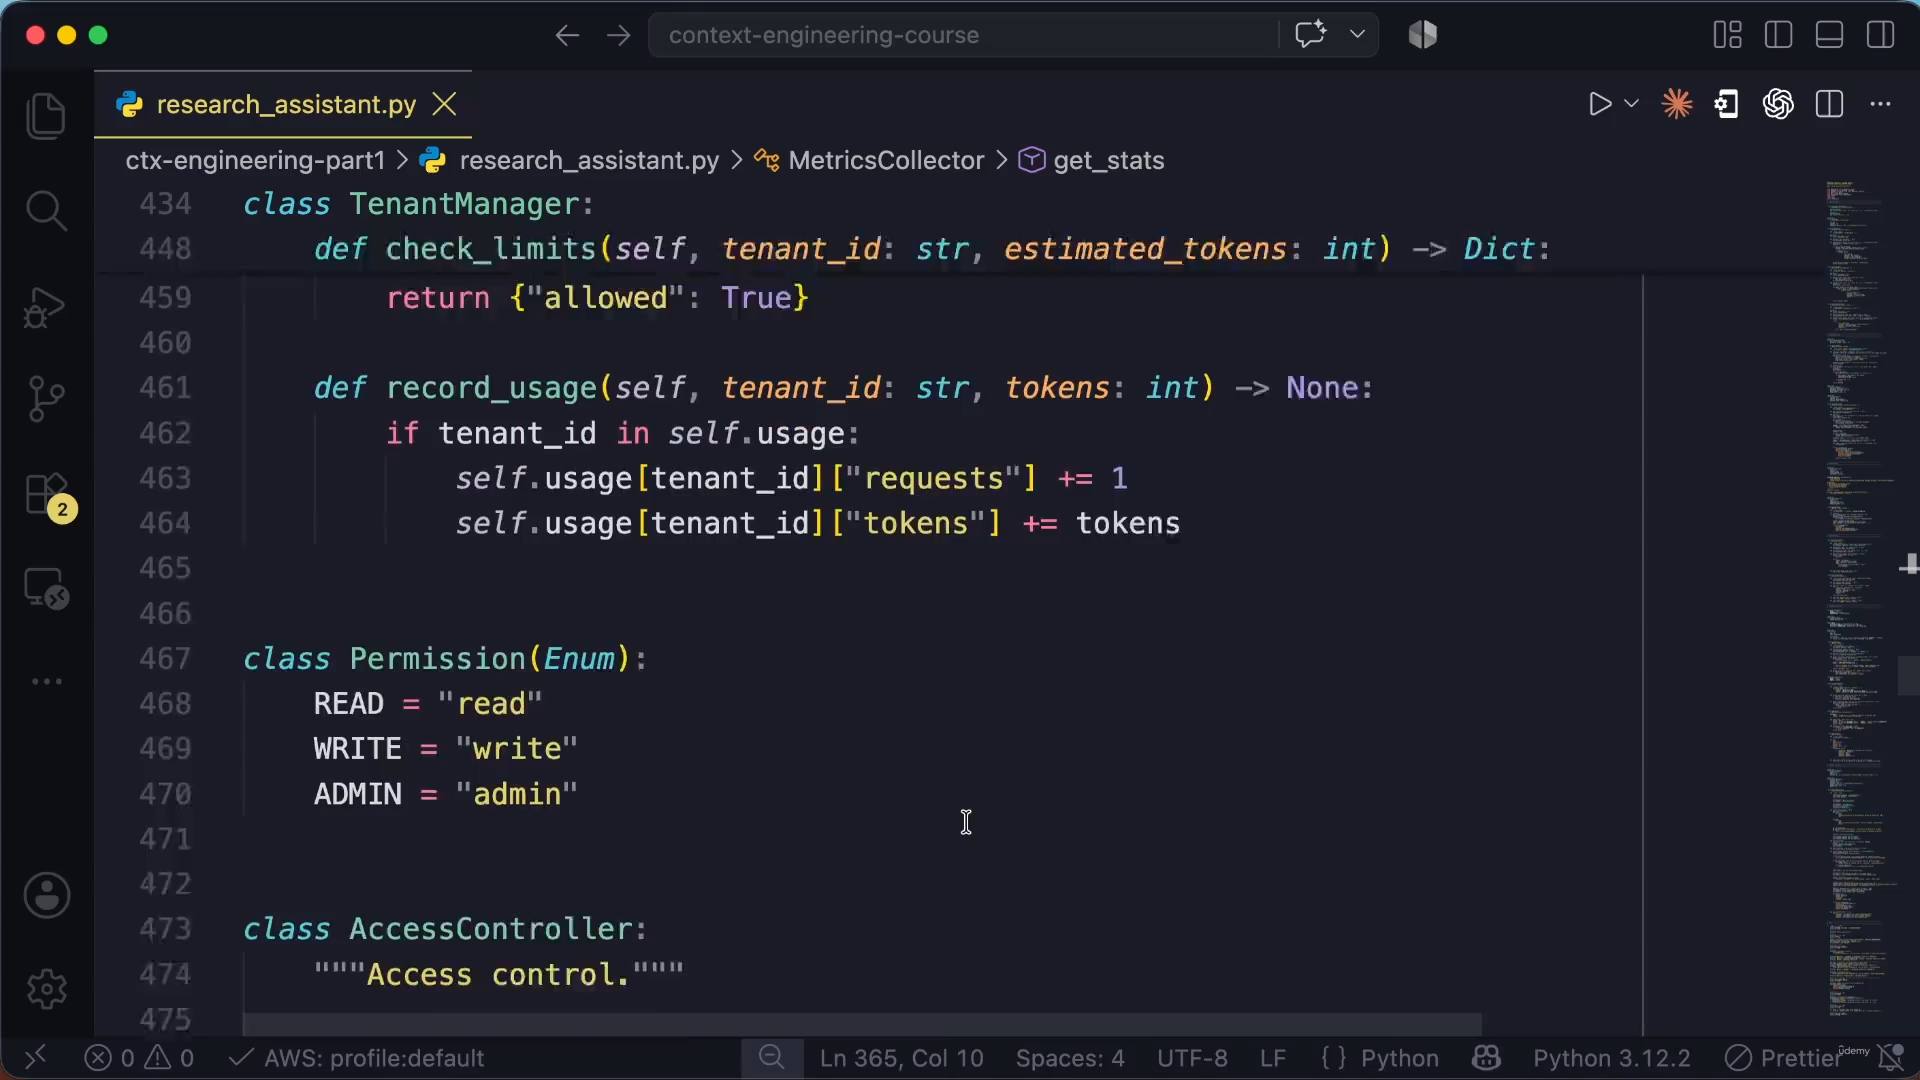 context-engineering-course
research_assistant.py
ctx-engineering-part1 > research_assistant.py > MetricsCollector > get_stats
434 class TenantManager:
448 def check_limits(self, tenant_id: str, estimated_tokens: int) -> Dict:
459 return {"allowed": True}
460
461 def record_usage(self, tenant_id: str, tokens: int) -> None:
462 if tenant_id in self.usage:
463 self.usage[tenant_id]["requests"] += 1
464 self.usage[tenant_id]["tokens"] += tokens
465
466
467 class Permission(Enum):
468 READ = "read"
469 WRITE = "write"
470 ADMIN = "admin"
471
472
473 class AccessController:
474 """Access control."""
475
2
0 0 AWS: profile:default Ln 365, Col 10 Spaces: 4 UTF-8 LF {} Python Python 3.12.2 Prettier
udemy